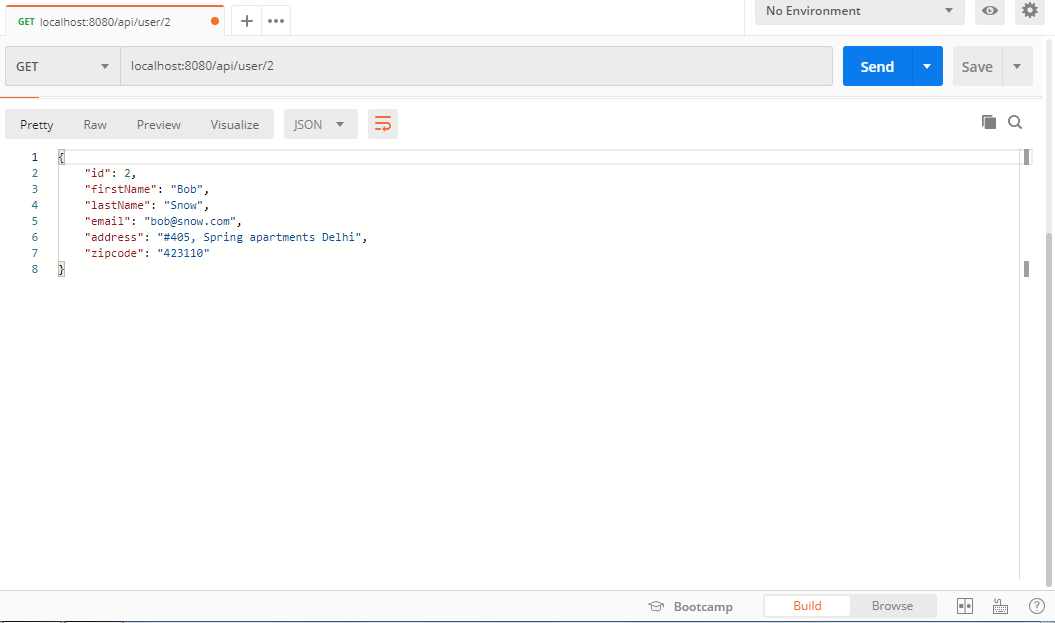 GET localhost:8080/api/user/2
No Environment
GET localhost:8080/api/user/2 Send Save
Pretty Raw Preview Visualize JSON
1 {
2 "id": 2,
3 "firstName": "Bob",
4 "lastName": "Snow",
5 "email": "bob@snow.com",
6 "address": "#405, Spring apartments Delhi",
7 "zipcode": "423110"
8 }
Bootcamp Build Browse